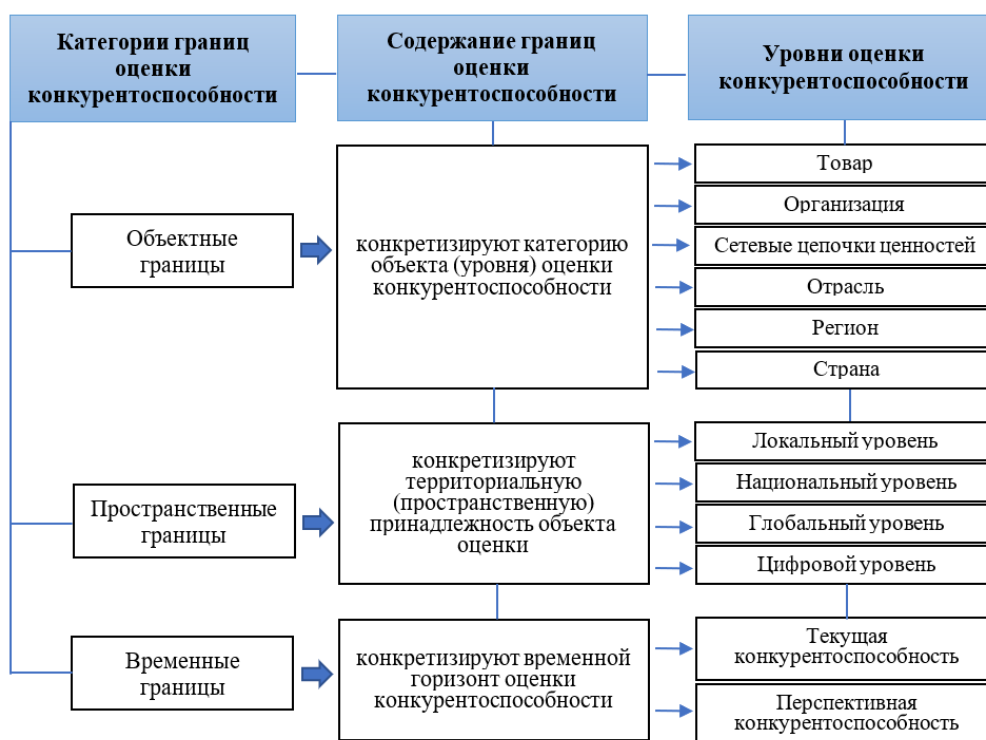 Категории границ
оценки
конкурентоспособности
Содержание границ
оценки
конкурентоспособности
Уровни оценки
конкурентоспособности
Объектные
границы
конкретизируют категорию
объекта (уровня) оценки
конкурентоспособности
Товар
Организация
Сетевые цепочки ценностей
Отрасль
Регион
Страна
Пространственные
границы
конкретизируют
территориальную
(пространственную)
принадлежность объекта
оценки
Локальный уровень
Национальный уровень
Глобальный уровень
Цифровой уровень
Временные
границы
конкретизируют временной
горизонт оценки
конкурентоспособности
Текущая
конкурентоспособность
Перспективная
конкурентоспособность